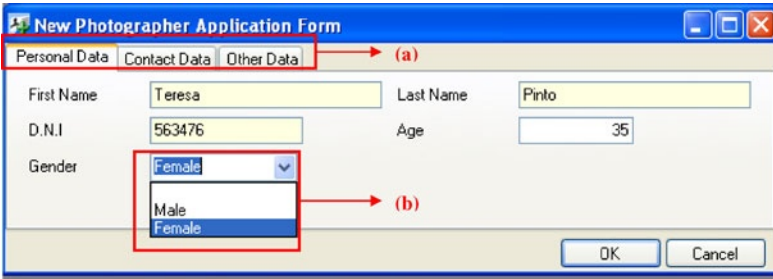 New Photographer Application Form
Personal Data Contact Data Other Data (a)
First Name Teresa Last Name Pinto
D.N.I 563476 Age 35
Gender Female
Male (b)
Female
OK Cancel